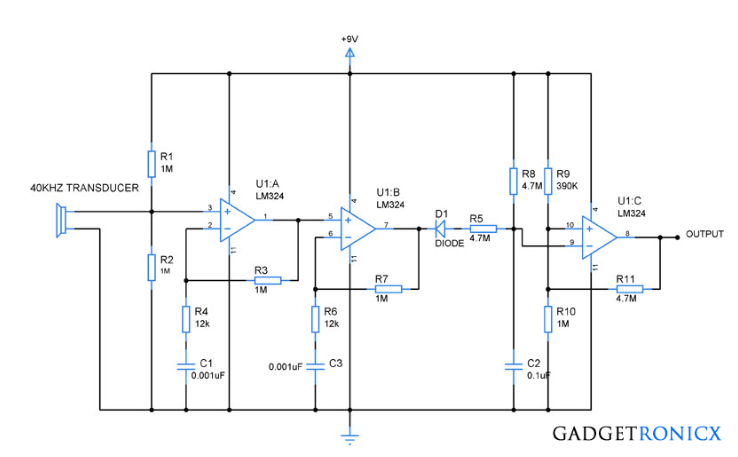 +9V
R1
1M
40KHZ TRANSDUCER
R2
1M
U1:A
LM324
3
2
1
4
11
R3
1M
R4
12k
C1
0.001uF
U1:B
LM324
5
6
7
4
11
R7
1M
R6
12k
0.001uF C3
D1
DIODE
R5
4.7M
R8
4.7M
R9
390K
U1:C
LM324
10
9
8
4
11
OUTPUT
R11
4.7M
R10
1M
C2
0.1uF
GADGETRONICX